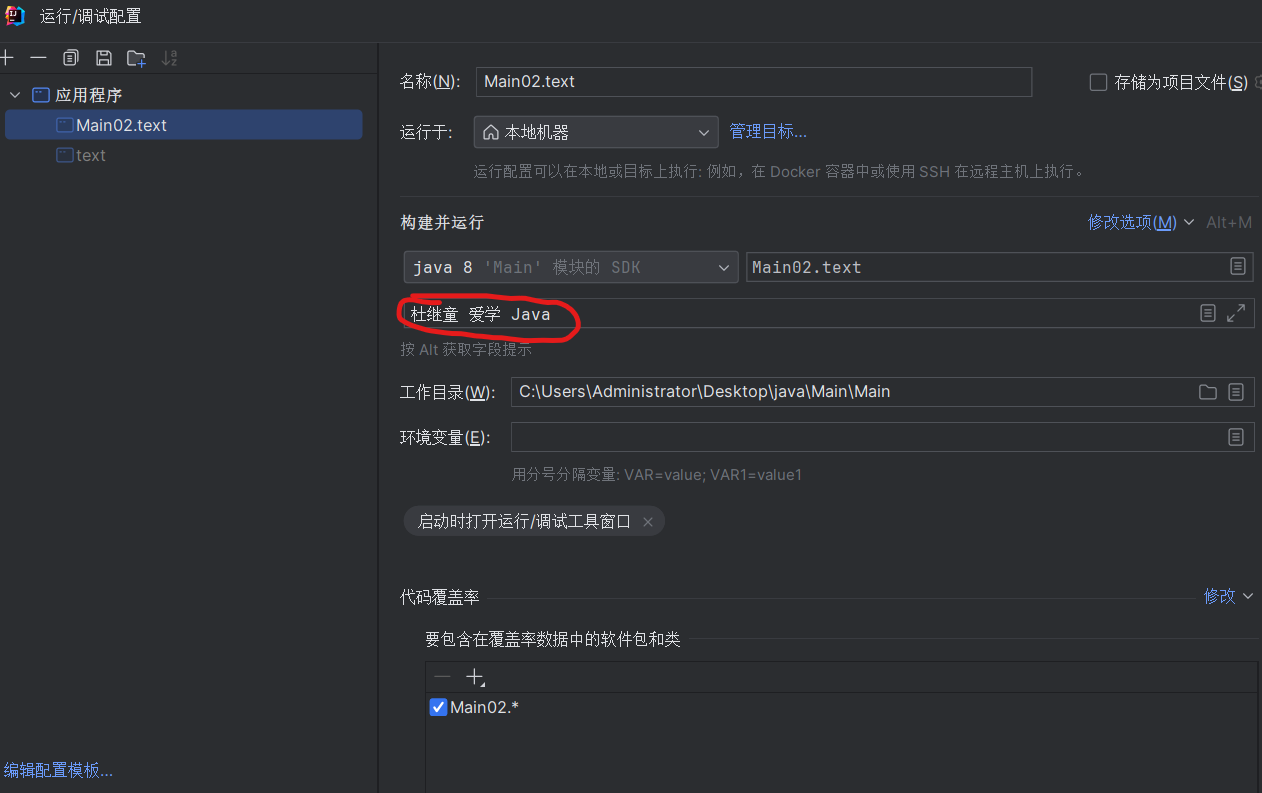 运行/调试配置
应用程序
Main02.text
text
编辑配置模板...
名称(N): Main02.text 存储为项目文件(S)
运行于: 本地机器 管理目标...
运行配置可以在本地或目标上执行: 例如，在 Docker 容器中或使用 SSH 在远程主机上执行。
构建并运行 修改选项(M) Alt+M
java 8 'Main' 模块的 SDK Main02.text
杜继童 爱学 Java
按 Alt 获取字段提示
工作目录(W): C:\Users\Administrator\Desktop\java\Main\Main
环境变量(E):
用分号分隔变量: VAR=value; VAR1=value1
启动时打开运行/调试工具窗口
代码覆盖率 修改
要包含在覆盖率数据中的软件包和类
Main02.*